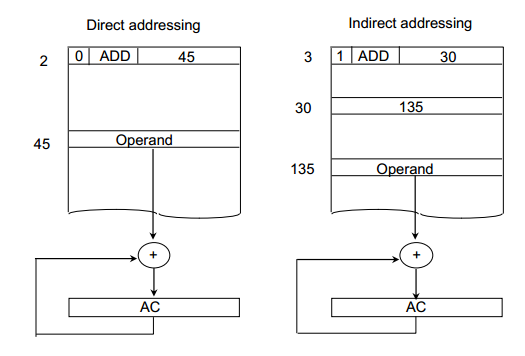 Direct addressing
2 0 ADD 45
45 Operand
+
AC
Indirect addressing
3 1 ADD 30
30 135
135 Operand
+
AC